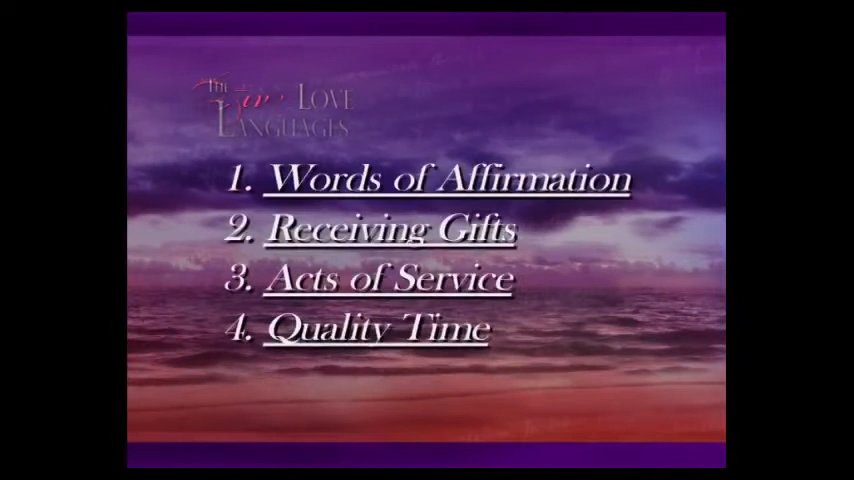 THE Five LOVE
LANGUAGES
1. Words of Affirmation
2. Receiving Gifts
3. Acts of Service
4. Quality Time